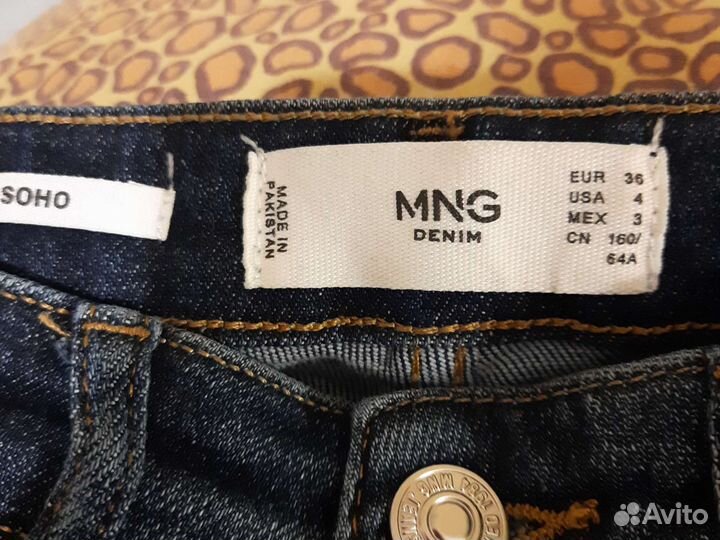 SOHO
MADE IN
PAKISTAN
MNG
DENIM
EUR 36
USA 4
MEX 3
CN 160/
64A
Avito